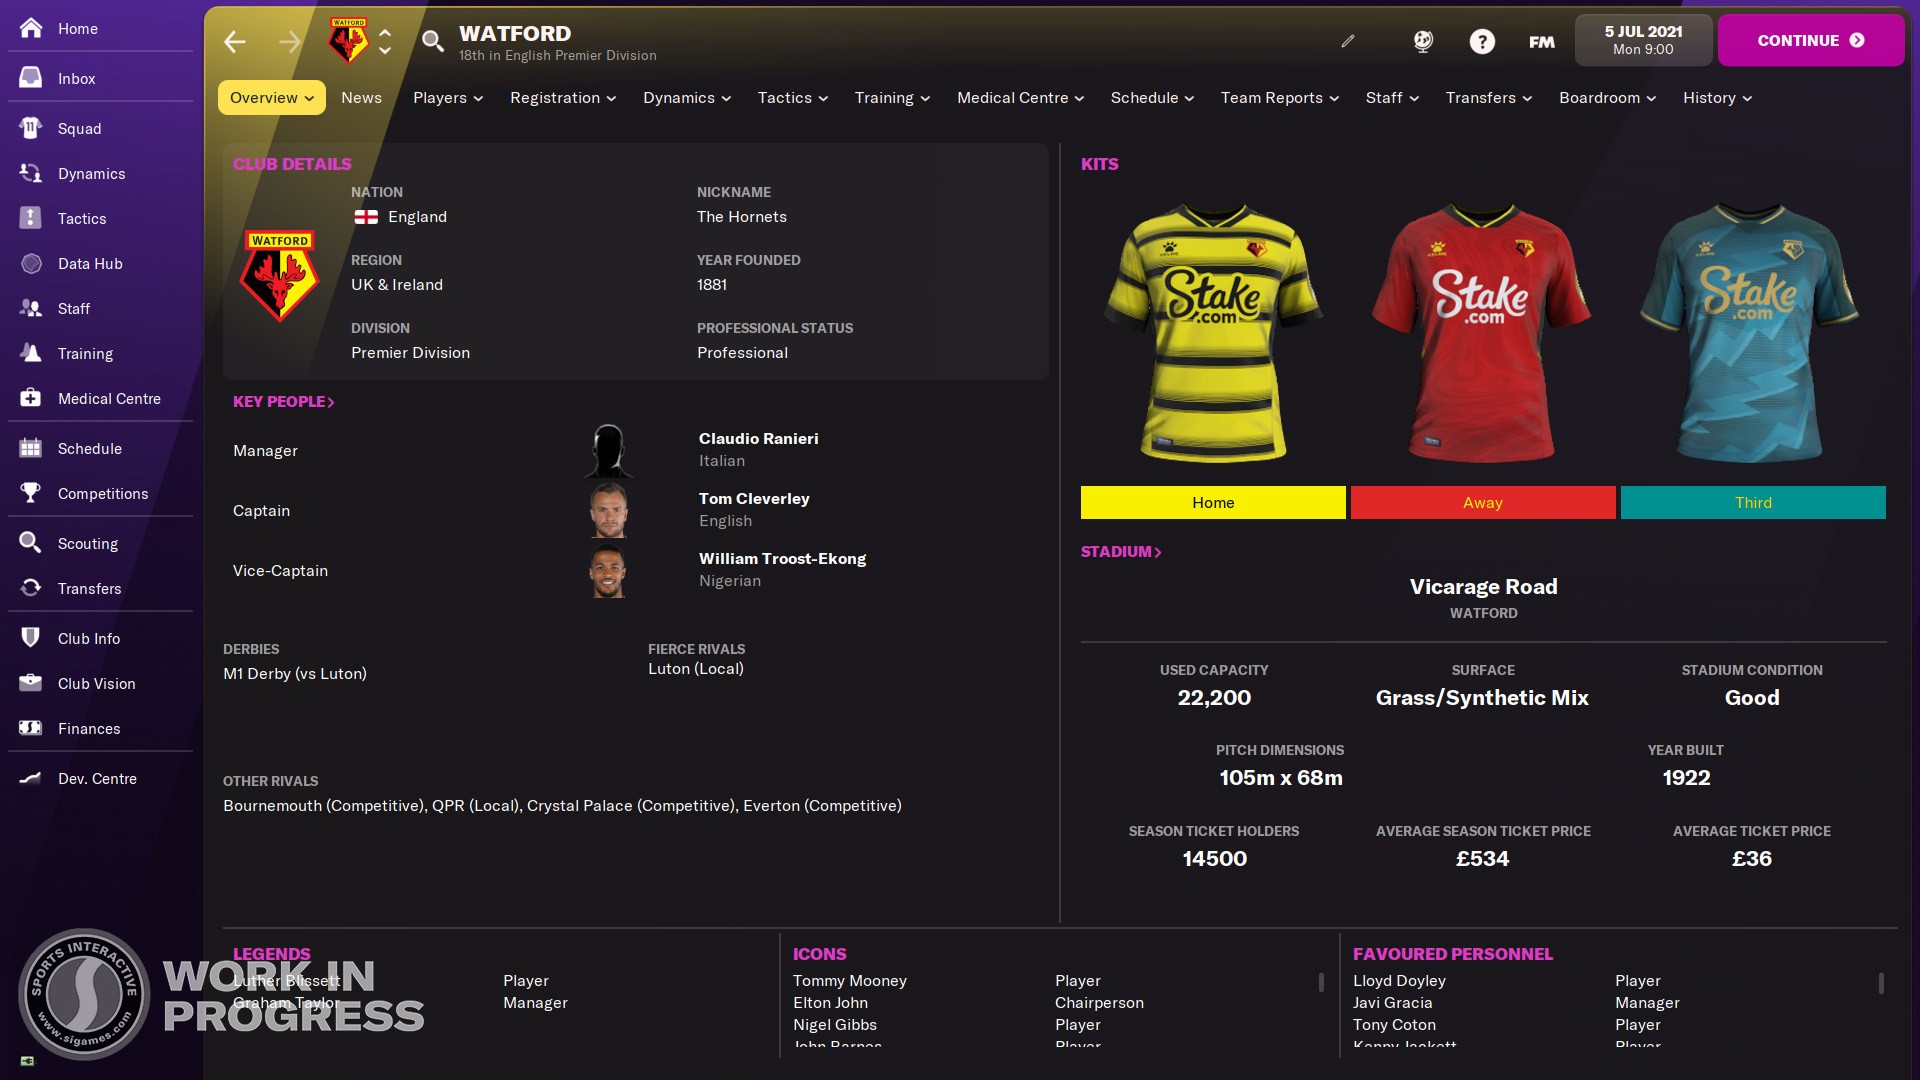 Home
Inbox
Squad
Dynamics
Tactics
Data Hub
Staff
Training
Medical Centre
Schedule
Competitions
Scouting
Transfers
Club Info
Club Vision
Finances
Dev. Centre
WATFORD
WATFORD
18th in English Premier Division
?
FM
5 JUL 2021
Mon 9:00
CONTINUE
Overview
News
Players
Registration
Dynamics
Tactics
Training
Medical Centre
Schedule
Team Reports
Staff
Transfers
Boardroom
History
CLUB DETAILS
WATFORD
NATION
England
NICKNAME
The Hornets
REGION
UK & Ireland
YEAR FOUNDED
1881
DIVISION
Premier Division
PROFESSIONAL STATUS
Professional
KEY PEOPLE
Manager
Claudio Ranieri
Italian
Captain
Tom Cleverley
English
Vice-Captain
William Troost-Ekong
Nigerian
DERBIES
M1 Derby (vs Luton)
FIERCE RIVALS
Luton (Local)
OTHER RIVALS
Bournemouth (Competitive), QPR (Local), Crystal Palace (Competitive), Everton (Competitive)
KITS
KELME
Stake
.com
KELME
Stake
.com
KELME
Stake
.com
Home
Away
Third
STADIUM
Vicarage Road
WATFORD
USED CAPACITY
22,200
SURFACE
Grass/Synthetic Mix
STADIUM CONDITION
Good
PITCH DIMENSIONS
105m x 68m
YEAR BUILT
1922
SEASON TICKET HOLDERS
14500
AVERAGE SEASON TICKET PRICE
£534
AVERAGE TICKET PRICE
£36
LEGENDS
Luther Blissett Player
Graham Taylor Manager
ICONS
Tommy Mooney Player
Elton John Chairperson
Nigel Gibbs Player
John Barnes Player
FAVOURED PERSONNEL
Lloyd Doyley Player
Javi Gracia Manager
Tony Coton Player
Kenny Jackett Player
SPORTS INTERACTIVE
www.sigames.com
WORK IN
PROGRESS